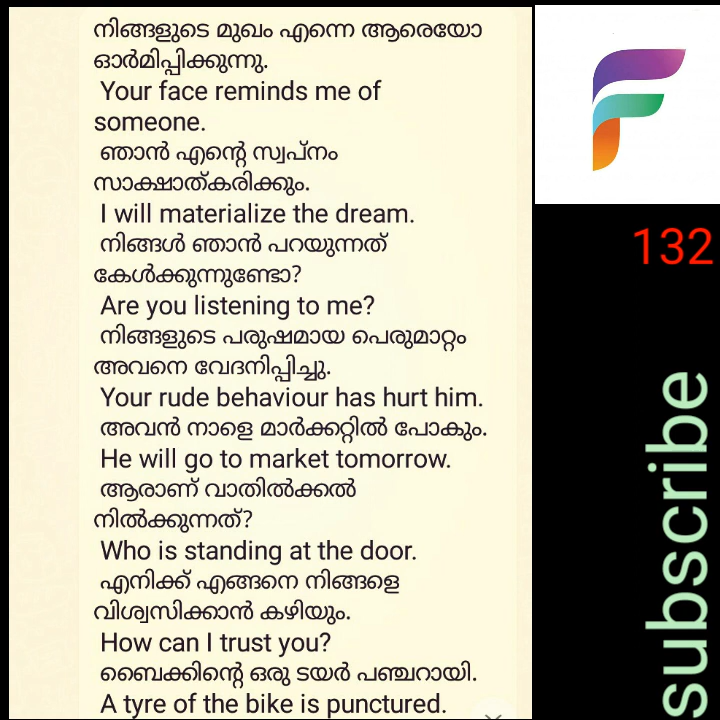 നിങ്ങളുടെ മുഖം എന്നെ ആരെയോ
ഓർമിപ്പിക്കുന്നു.
Your face reminds me of
someone.
ഞാൻ എന്റെ സ്വപ്നം
സാക്ഷാത്കരിക്കും.
I will materialize the dream.
നിങ്ങൾ ഞാൻ പറയുന്നത്
കേൾക്കുന്നുണ്ടോ?
Are you listening to me?
നിങ്ങളുടെ പരുഷമായ പെരുമാറ്റം
അവനെ വേദനിപ്പിച്ചു.
Your rude behaviour has hurt him.
അവൻ നാളെ മാർക്കറ്റിൽ പോകും.
He will go to market tomorrow.
ആരാണ് വാതിൽക്കൽ
നിൽക്കുന്നത്?
Who is standing at the door.
എനിക്ക് എങ്ങനെ നിങ്ങളെ
വിശ്വസിക്കാൻ കഴിയും.
How can I trust you?
ബൈക്കിന്റെ ഒരു ടയർ പഞ്ചറായി.
A tyre of the bike is punctured.
F
132
subscribe